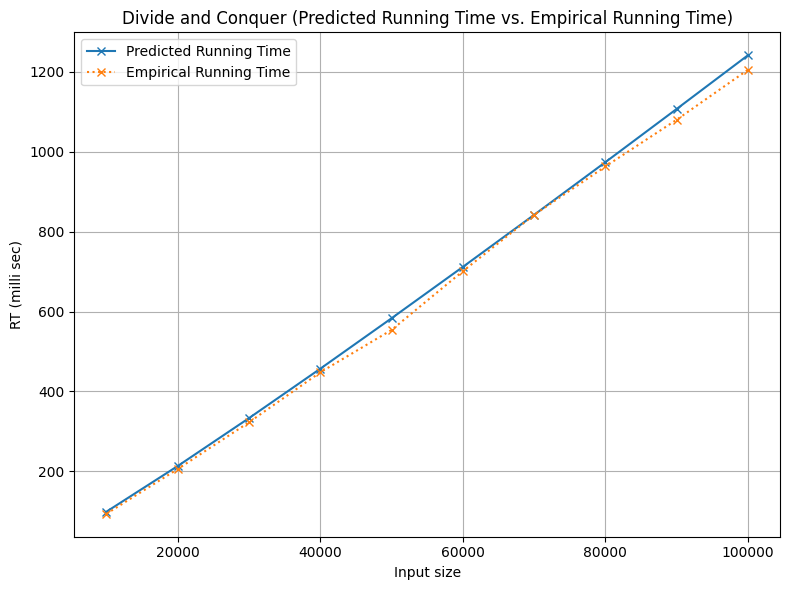 Divide and Conquer (Predicted Running Time vs. Empirical Running Time)
Predicted Running Time
Empirical Running Time
1200
1000
800
600
400
200
RT (milli sec)
20000
40000
60000
80000
100000
Input size